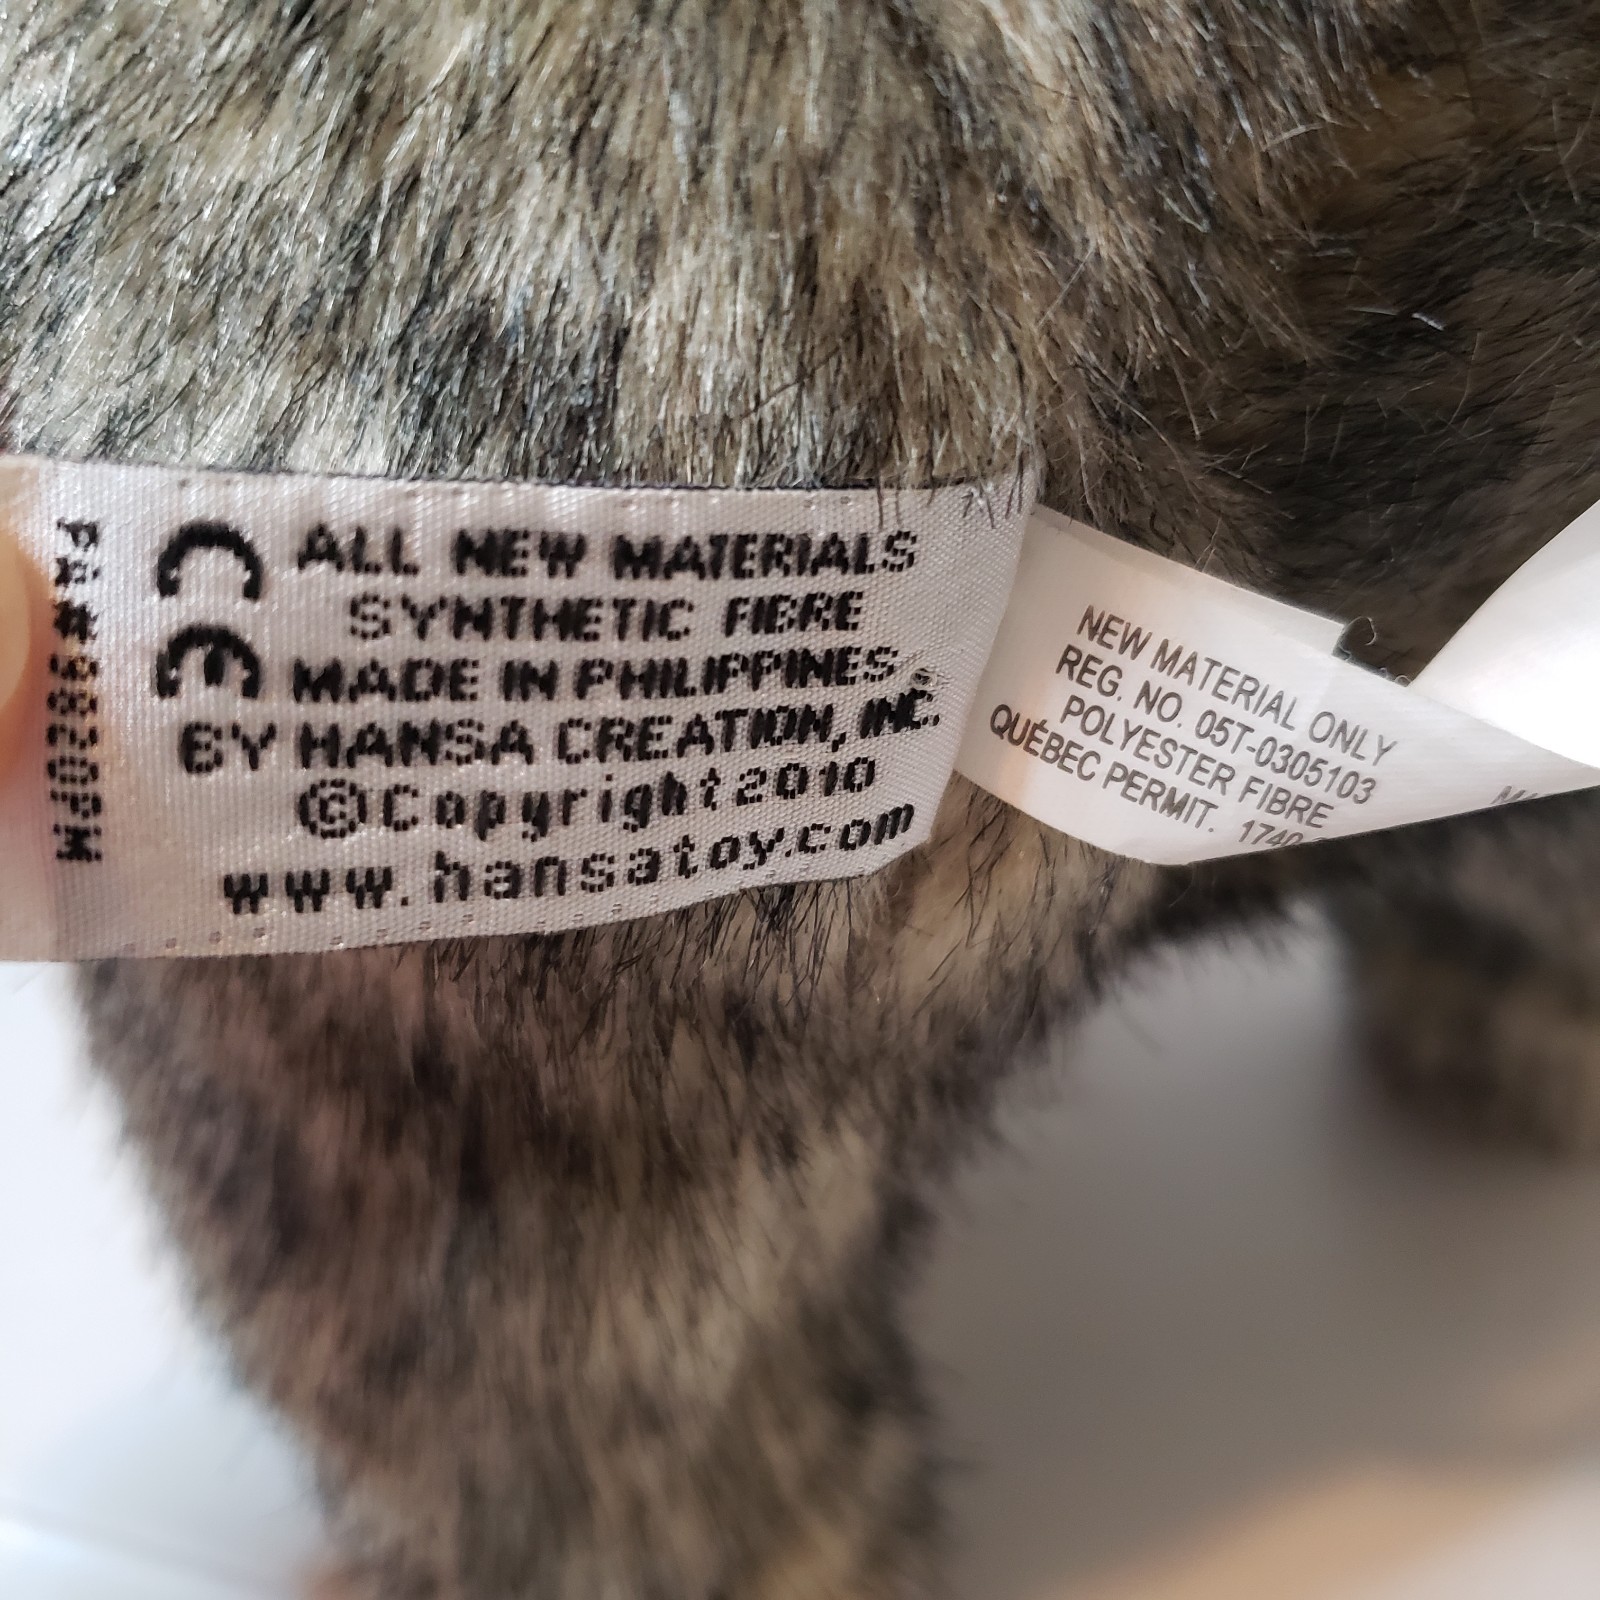 CE
ALL NEW MATERIALS
SYNTHETIC FIBRE
MADE IN PHILIPPINES
BY HANSA CREATION, INC.
©Copyright 2010
www.hansatoy.com
NEW MATERIAL ONLY
REG. NO. 05T-0305103
POLYESTER FIBRE
QUÉBEC PERMIT.